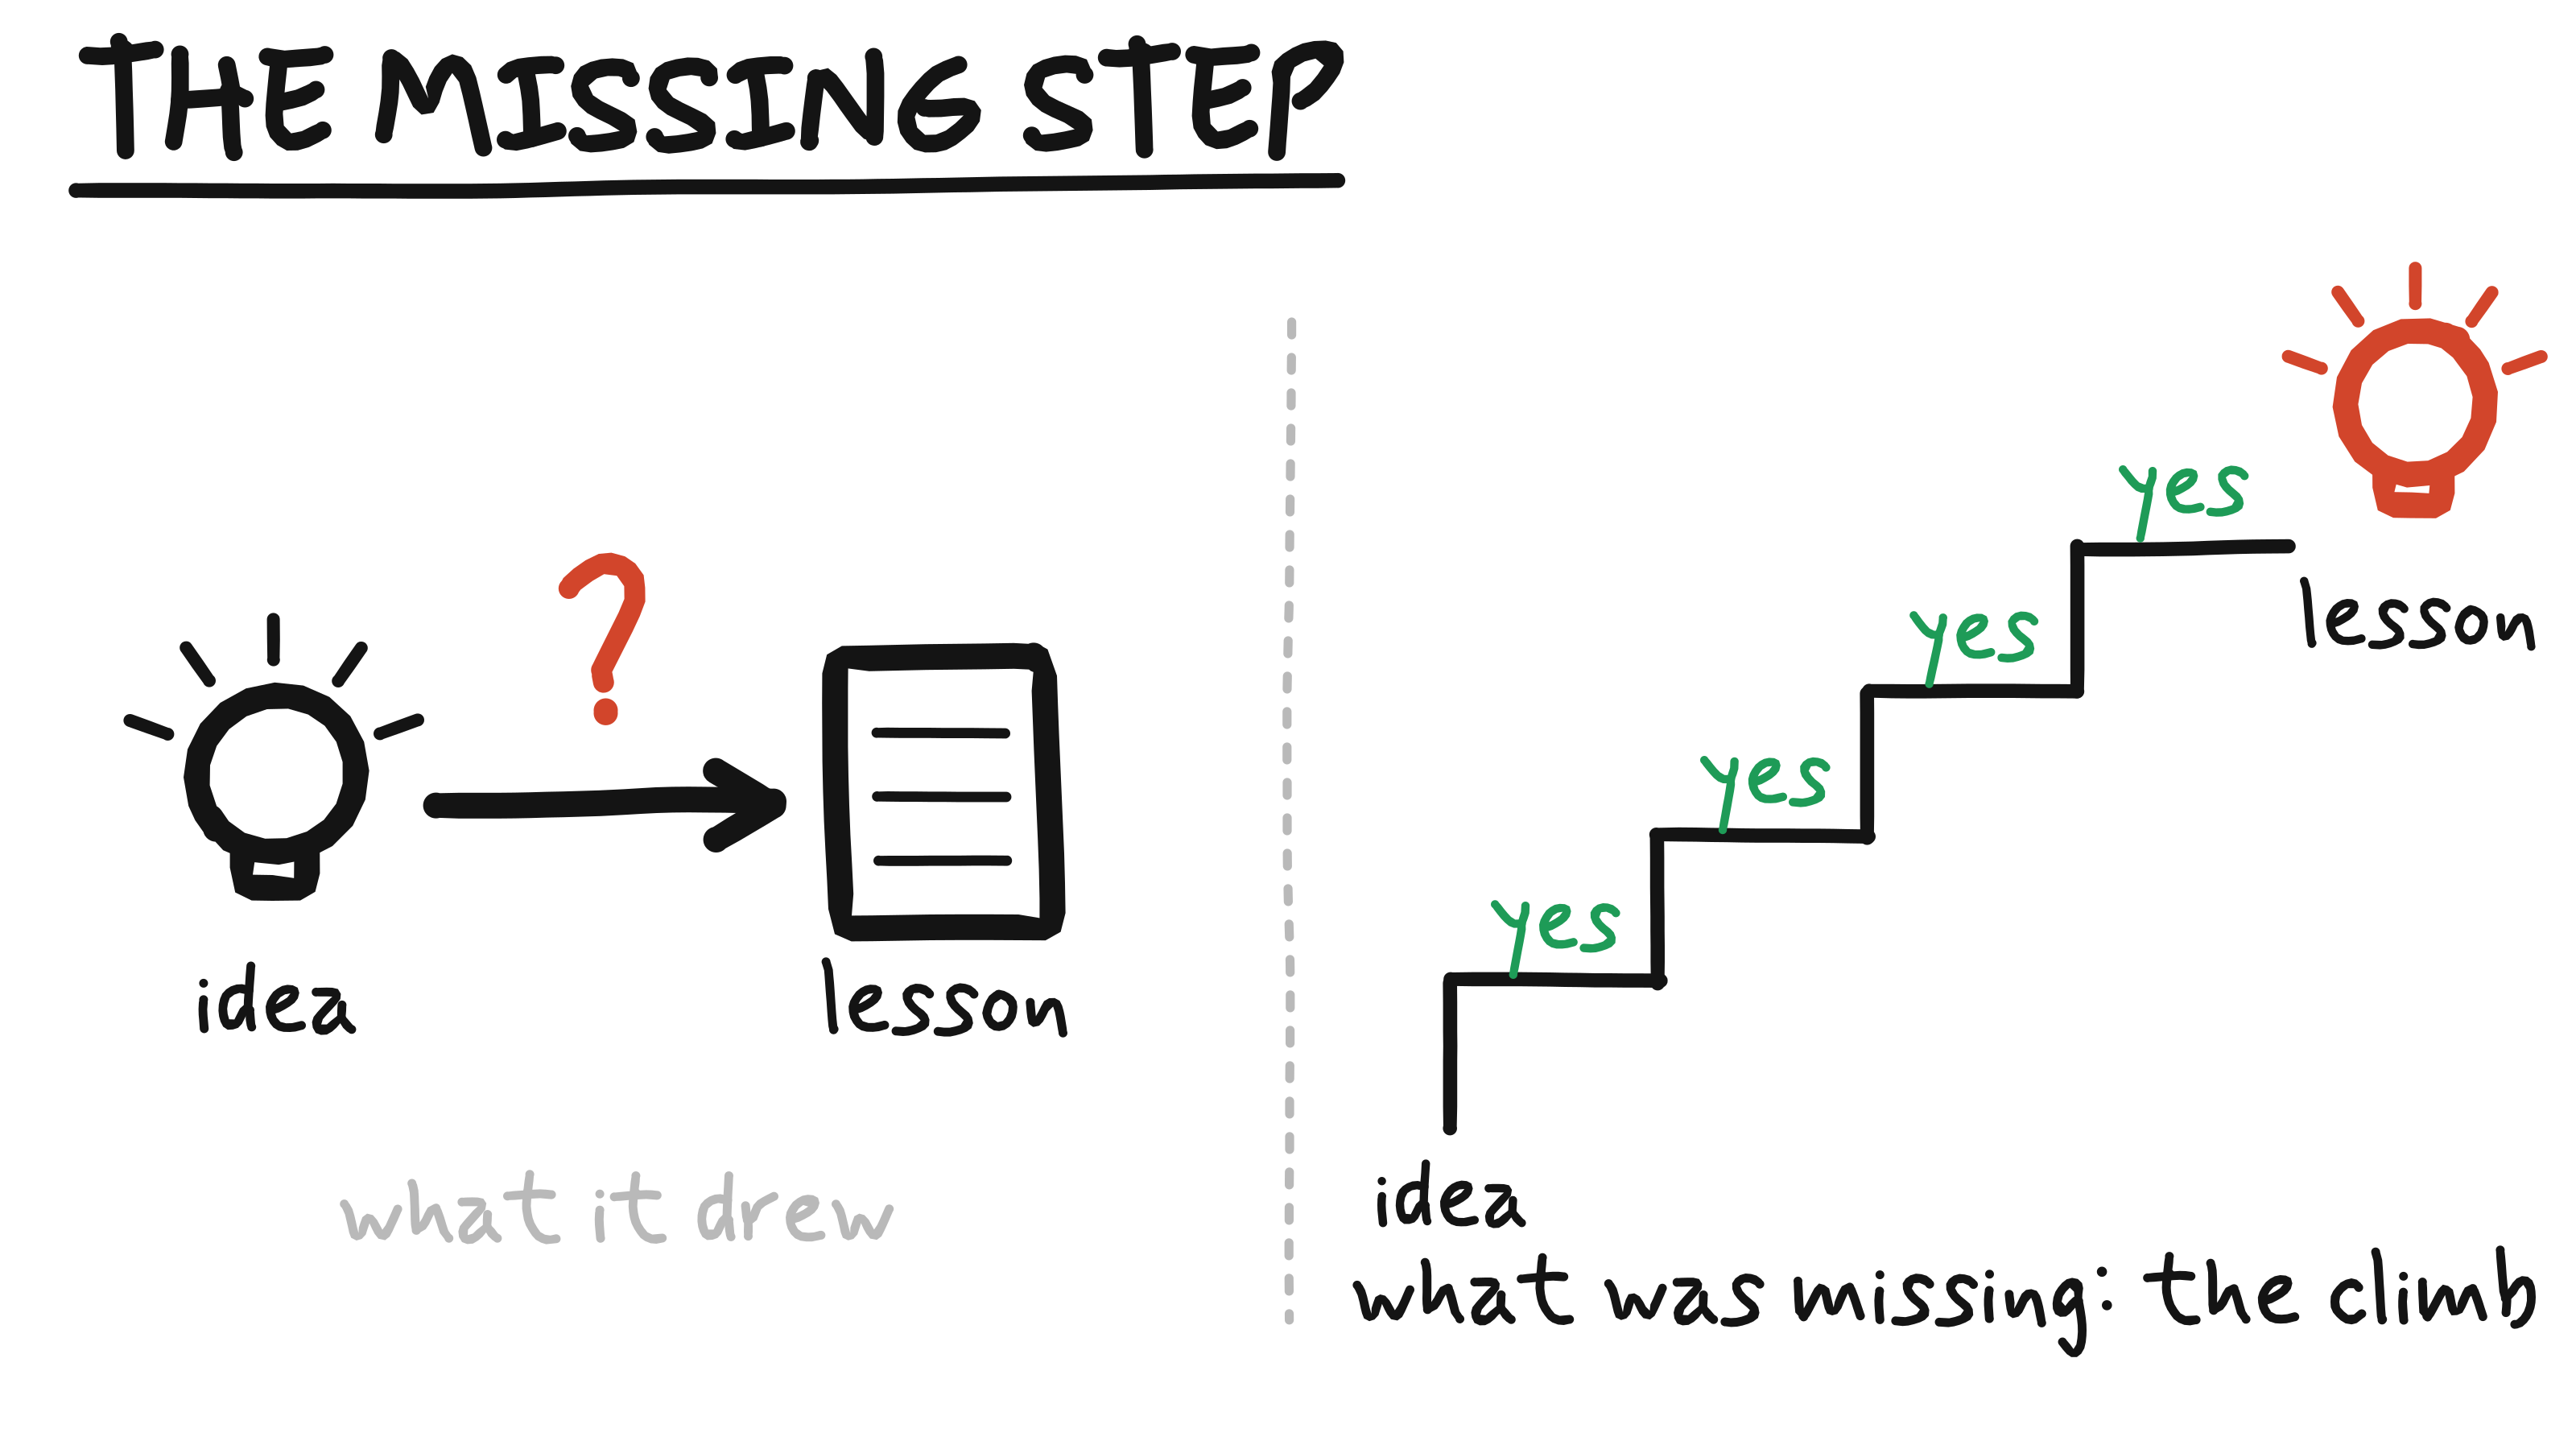 THE MISSING STEP
?
idea
lesson
what it drew
yes
yes
yes
yes
lesson
idea
what was missing: the climb